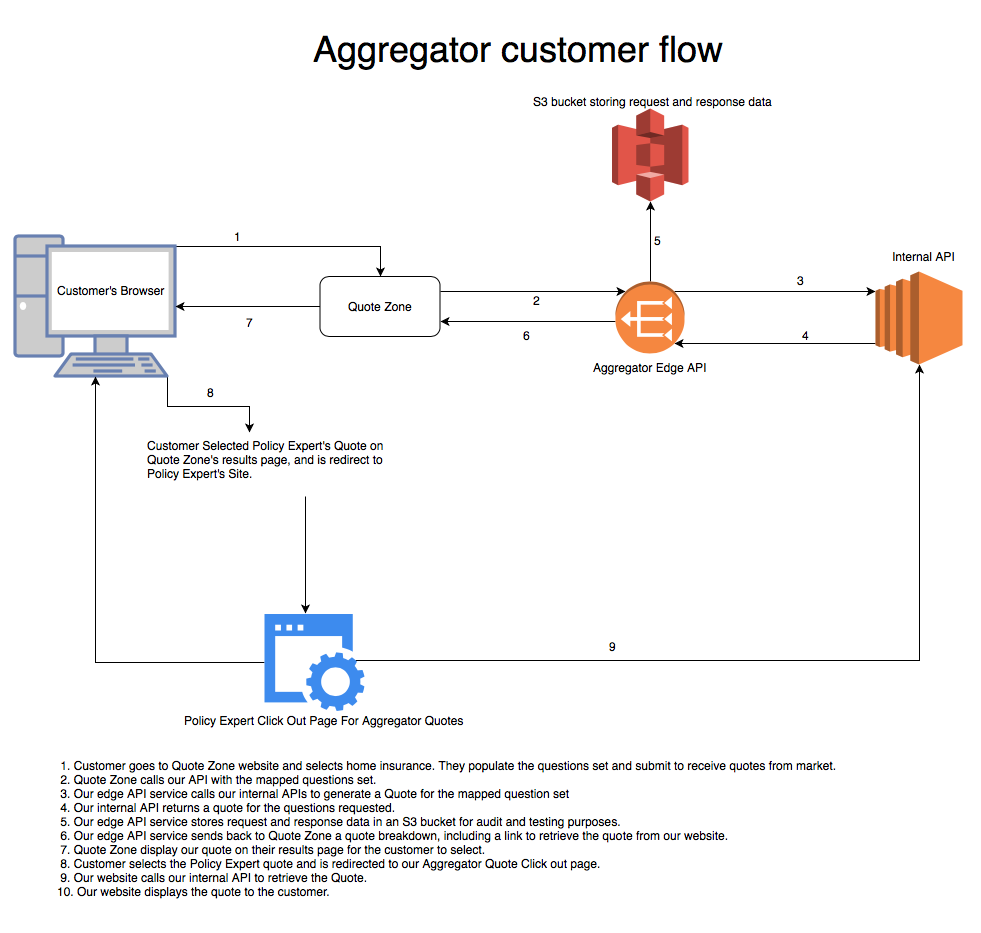 Aggregator customer flow
S3 bucket storing request and response data
1
5
Internal API
Customer's Browser
Quote Zone
2
3
7
6
4
Aggregator Edge API
8
Customer Selected Policy Expert's Quote on
Quote Zone's results page, and is redirect to
Policy Expert's Site.
9
Policy Expert Click Out Page For Aggregator Quotes
1. Customer goes to Quote Zone website and selects home insurance. They populate the questions set and submit to receive quotes from market.
2. Quote Zone calls our API with the mapped questions set.
3. Our edge API service calls our internal APIs to generate a Quote for the mapped question set
4. Our internal API returns a quote for the questions requested.
5. Our edge API service stores request and response data in an S3 bucket for audit and testing purposes.
6. Our edge API service sends back to Quote Zone a quote breakdown, including a link to retrieve the quote from our website.
7. Quote Zone display our quote on their results page for the customer to select.
8. Customer selects the Policy Expert quote and is redirected to our Aggregator Quote Click out page.
9. Our website calls our internal API to retrieve the Quote.
10. Our website displays the quote to the customer.